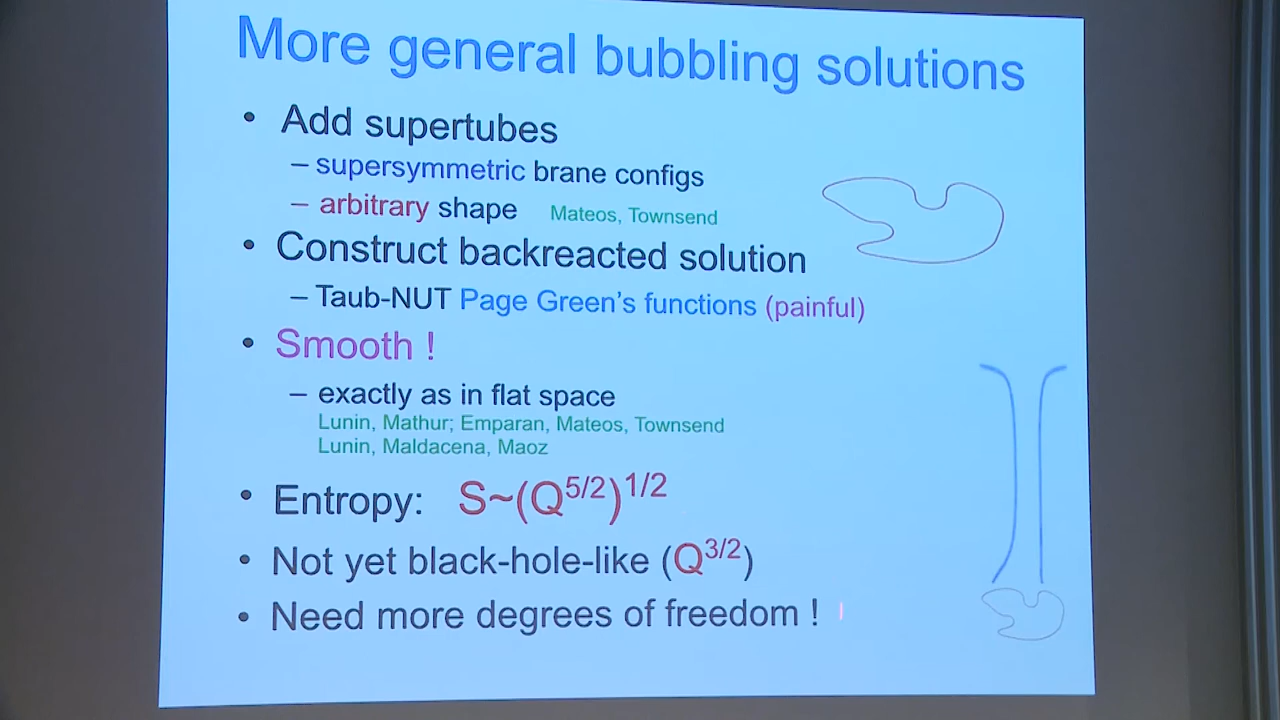 More general bubbling solutions
• Add supertubes
– supersymmetric brane configs
– arbitrary shape Mateos, Townsend
• Construct backreacted solution
– Taub-NUT Page Green's functions (painful)
• Smooth !
– exactly as in flat space
Lunin, Mathur; Emparan, Mateos, Townsend
Lunin, Maldacena, Maoz
• Entropy: S~(Q^{5/2})^{1/2}
• Not yet black-hole-like (Q^{3/2})
• Need more degrees of freedom !